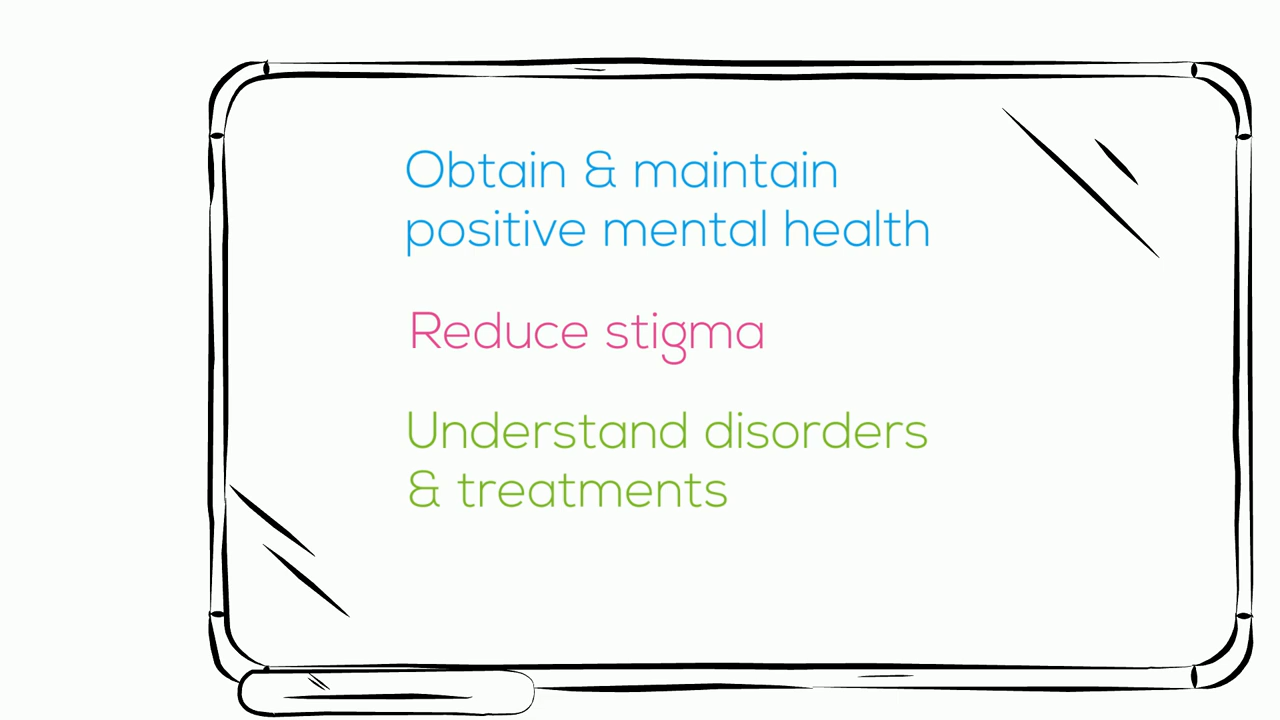 Obtain & maintain
positive mental health
Reduce stigma
Understand disorders
& treatments